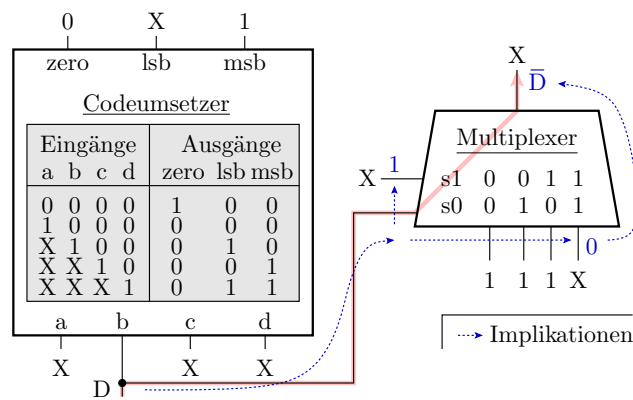 0 X 1
zero lsb msb
Codeumsetzer
Eingänge Ausgänge
a b c d zero lsb msb
0 0 0 0 1 0 0
1 0 0 0 0 0 0
X 1 0 0 0 1 0
X X 1 0 0 0 1
X X X 1 0 1 1
a b c d
X X X
D
X
D̅
Multiplexer
X 1 s1 0 0 1 1
s0 0 1 0 1
0
1 1 1 X
Implikationen